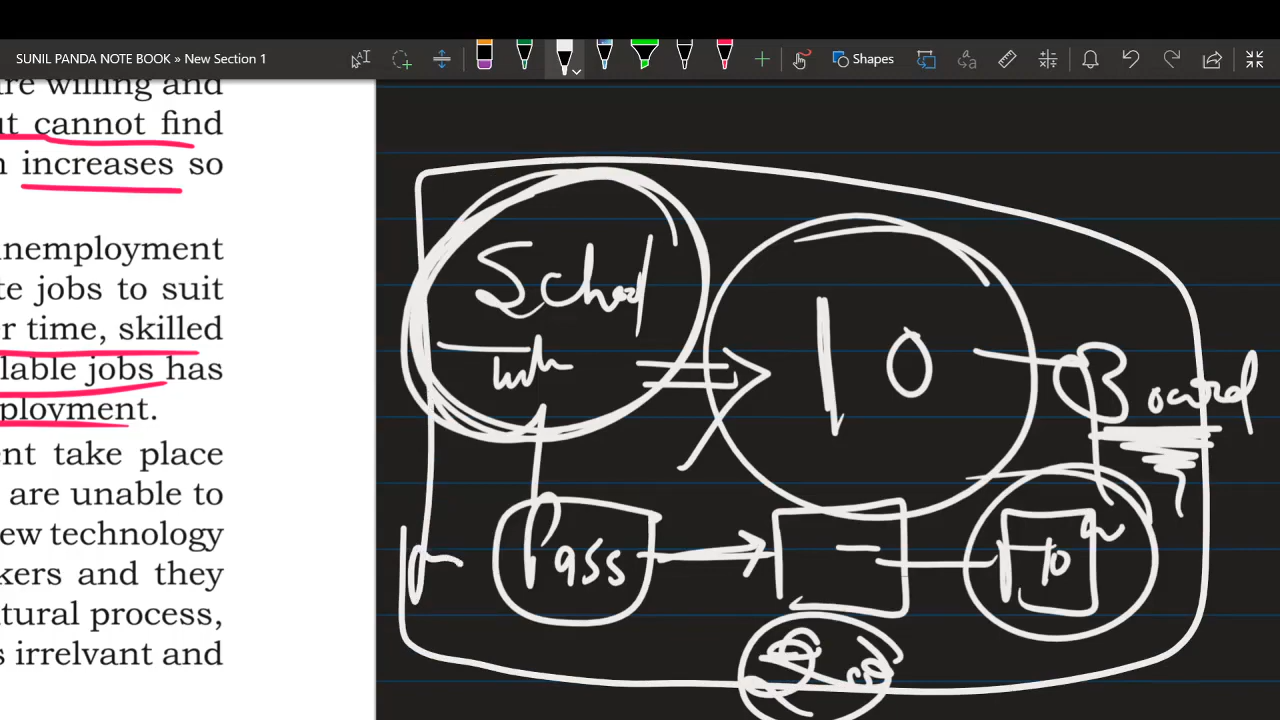 SUNIL PANDA NOTE BOOK » New Section 1
Shapes
re willing and
ut cannot find
n increases so
nemployment
te jobs to suit
r time, skilled
lable jobs has
ployment.
nt take place
are unable to
ew technology
kers and they
tural process,
s irrelvant and
School
10
Board
Pass
10